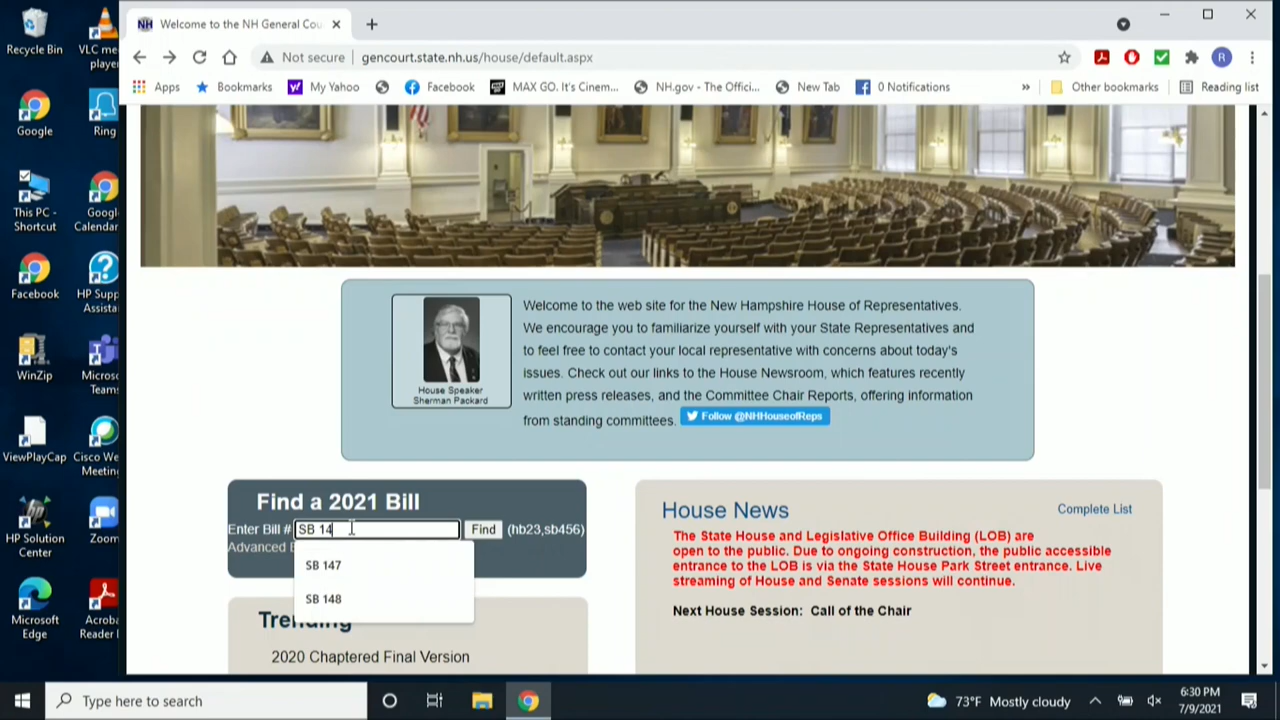 Recycle Bin
VLC me
player
Google
Ring
This PC -
Shortcut
Googl
Calendar
Facebook
HP Supp
Assista
WinZip
Micros
Teams
ViewPlayCap
Cisco We
Meeting
HP Solution
Center
Zoom
Microsoft
Edge
Acroba
Reader
NH
Welcome to the NH General Cou
Not secure
gencourt.state.nh.us/house/default.aspx
R
Apps
Bookmarks
My Yahoo
Facebook
MAX GO. It's Cinem...
NH.gov - The Offici...
New Tab
0 Notifications
»
Other bookmarks
Reading list
House Speaker
Sherman Packard
Welcome to the web site for the New Hampshire House of Representatives.
We encourage you to familiarize yourself with your State Representatives and
to feel free to contact your local representative with concerns about today's
issues. Check out our links to the House Newsroom, which features recently
written press releases, and the Committee Chair Reports, offering information
from standing committees. Follow @NHHouseofReps
Find a 2021 Bill
Enter Bill # SB 14 Find (hb23,sb456)
Advanced B
SB 147
SB 148
Trending
2020 Chaptered Final Version
House News
Complete List
The State House and Legislative Office Building (LOB) are
open to the public. Due to ongoing construction, the public accessible
entrance to the LOB is via the State House Park Street entrance. Live
streaming of House and Senate sessions will continue.
Next House Session: Call of the Chair
Type here to search
73°F Mostly cloudy
6:30 PM
7/9/2021